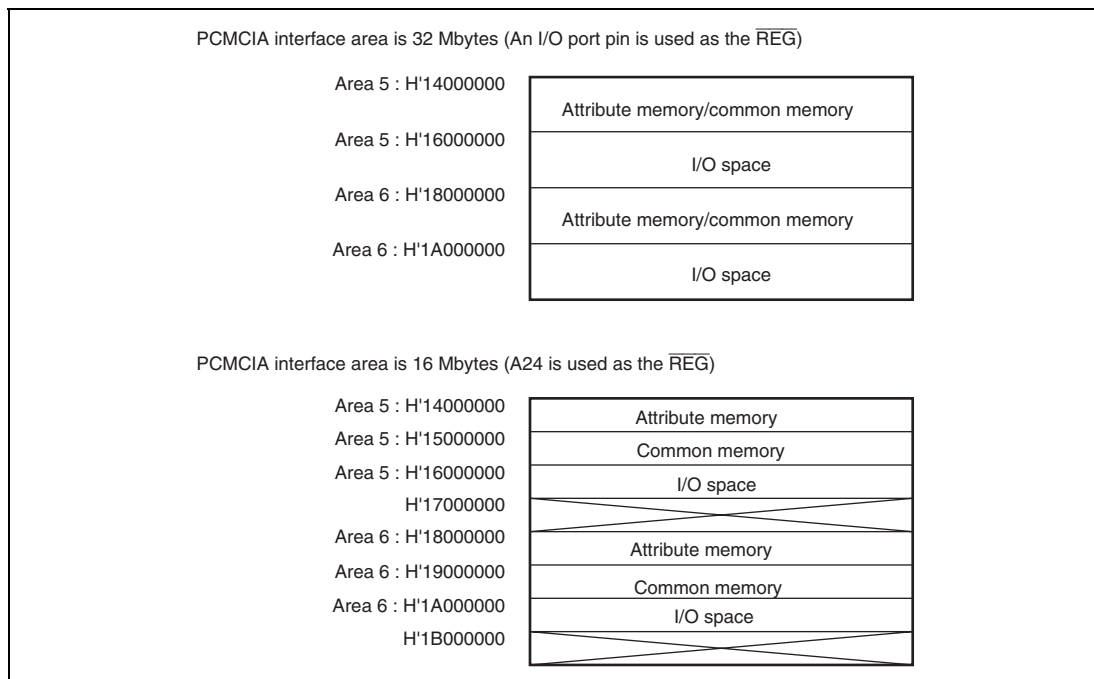 PCMCIA interface area is 32 Mbytes (An I/O port pin is used as the REG)
Area 5 : H'14000000
Attribute memory/common memory
Area 5 : H'16000000
I/O space
Area 6 : H'18000000
Attribute memory/common memory
Area 6 : H'1A000000
I/O space
PCMCIA interface area is 16 Mbytes (A24 is used as the REG)
Area 5 : H'14000000
Attribute memory
Area 5 : H'15000000
Common memory
Area 5 : H'16000000
I/O space
H'17000000
Area 6 : H'18000000
Attribute memory
Area 6 : H'19000000
Common memory
Area 6 : H'1A000000
I/O space
H'1B000000